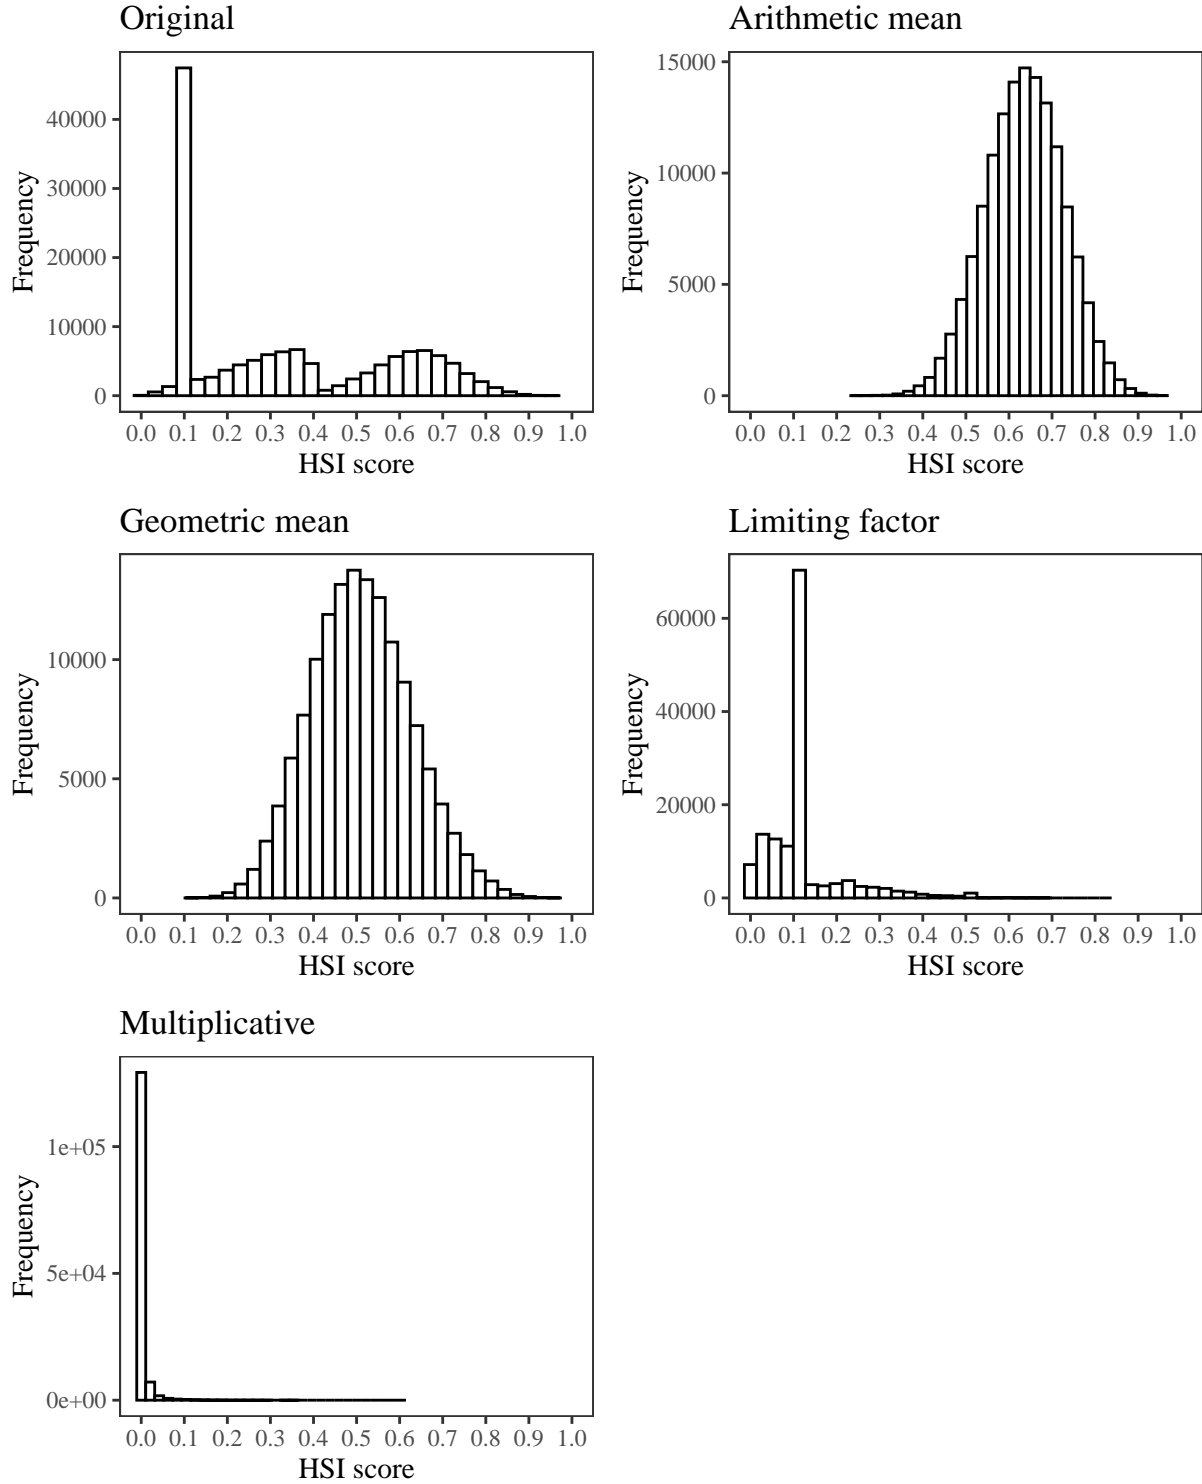 Original
40000
30000
20000
10000
0
Frequency
0.0 0.1 0.2 0.3 0.4 0.5 0.6 0.7 0.8 0.9 1.0
HSI score
Arithmetic mean
15000
10000
5000
0
Frequency
0.0 0.1 0.2 0.3 0.4 0.5 0.6 0.7 0.8 0.9 1.0
HSI score
Geometric mean
10000
5000
0
Frequency
0.0 0.1 0.2 0.3 0.4 0.5 0.6 0.7 0.8 0.9 1.0
HSI score
Limiting factor
60000
40000
20000
0
Frequency
0.0 0.1 0.2 0.3 0.4 0.5 0.6 0.7 0.8 0.9 1.0
HSI score
Multiplicative
1e+05
5e+04
0e+00
Frequency
0.0 0.1 0.2 0.3 0.4 0.5 0.6 0.7 0.8 0.9 1.0
HSI score